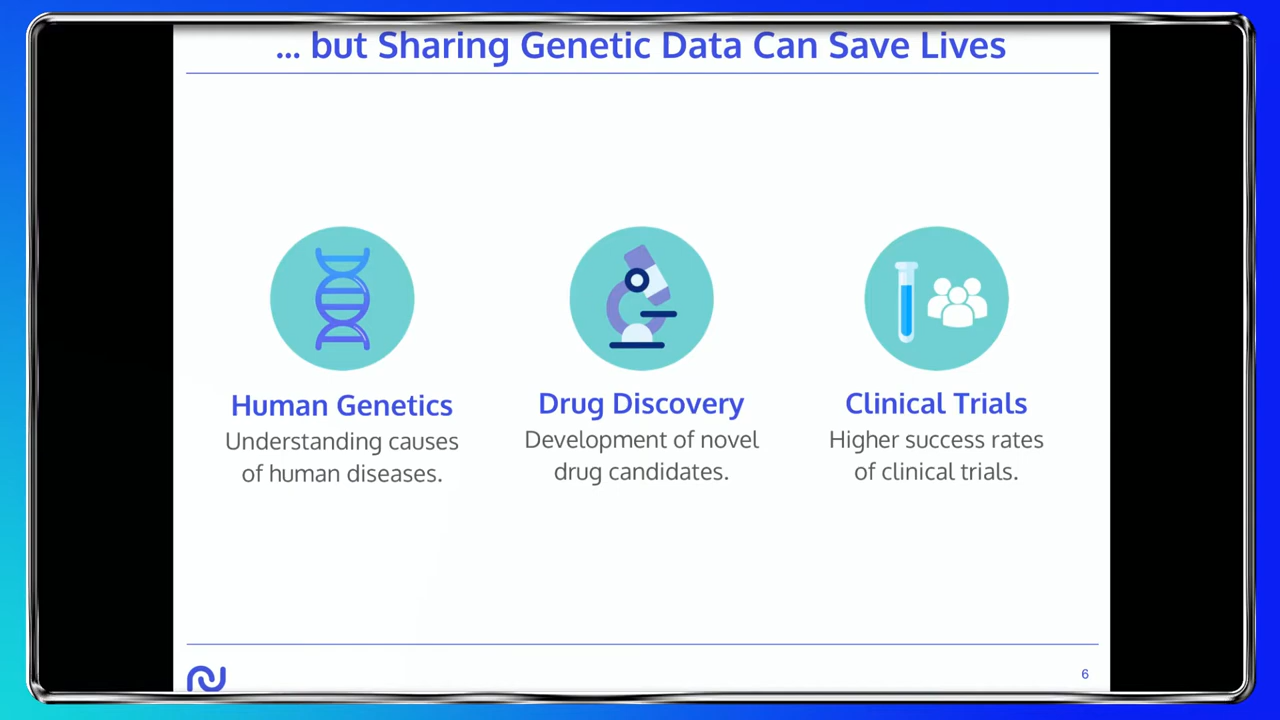 ... but Sharing Genetic Data Can Save Lives
Human Genetics
Understanding causes
of human diseases.
Drug Discovery
Development of novel
drug candidates.
Clinical Trials
Higher success rates
of clinical trials.
6